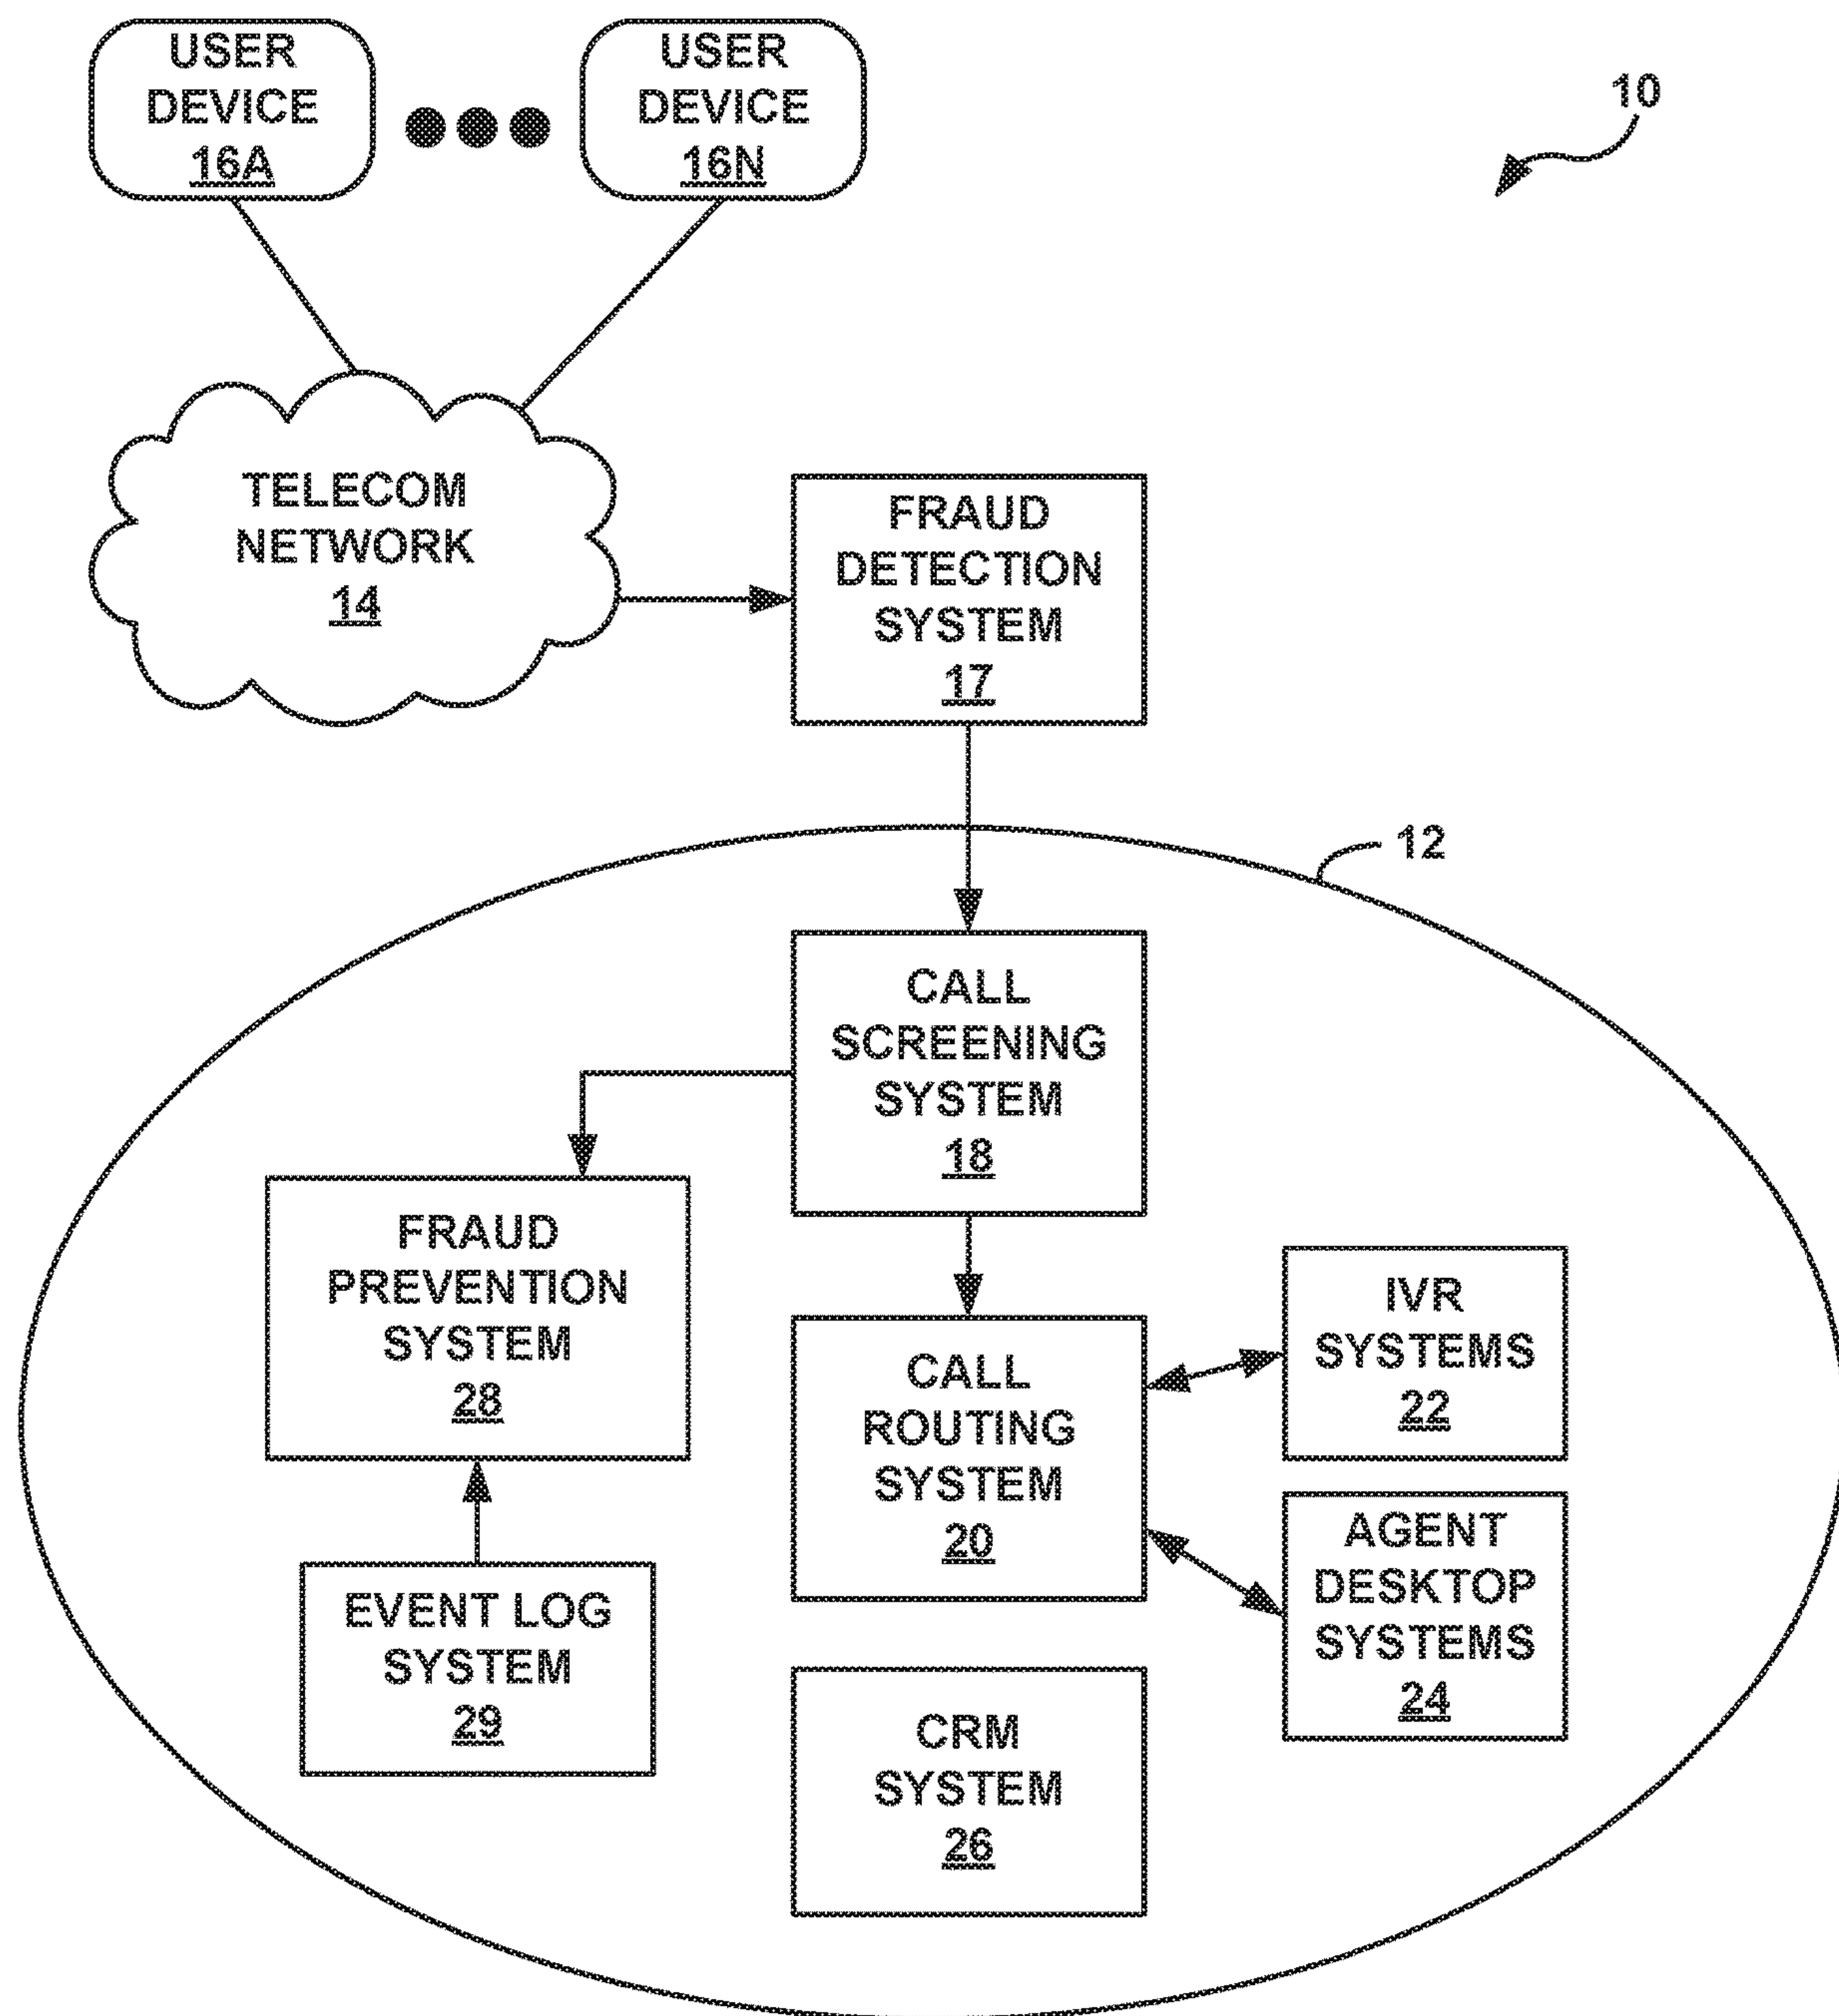 USER
DEVICE
16A
USER
DEVICE
16N
10
TELECOM
NETWORK
14
FRAUD
DETECTION
SYSTEM
17
12
CALL
SCREENING
SYSTEM
18
FRAUD
PREVENTION
SYSTEM
28
IVR
SYSTEMS
22
CALL
ROUTING
SYSTEM
20
AGENT
DESKTOP
SYSTEMS
24
EVENT LOG
SYSTEM
29
CRM
SYSTEM
26